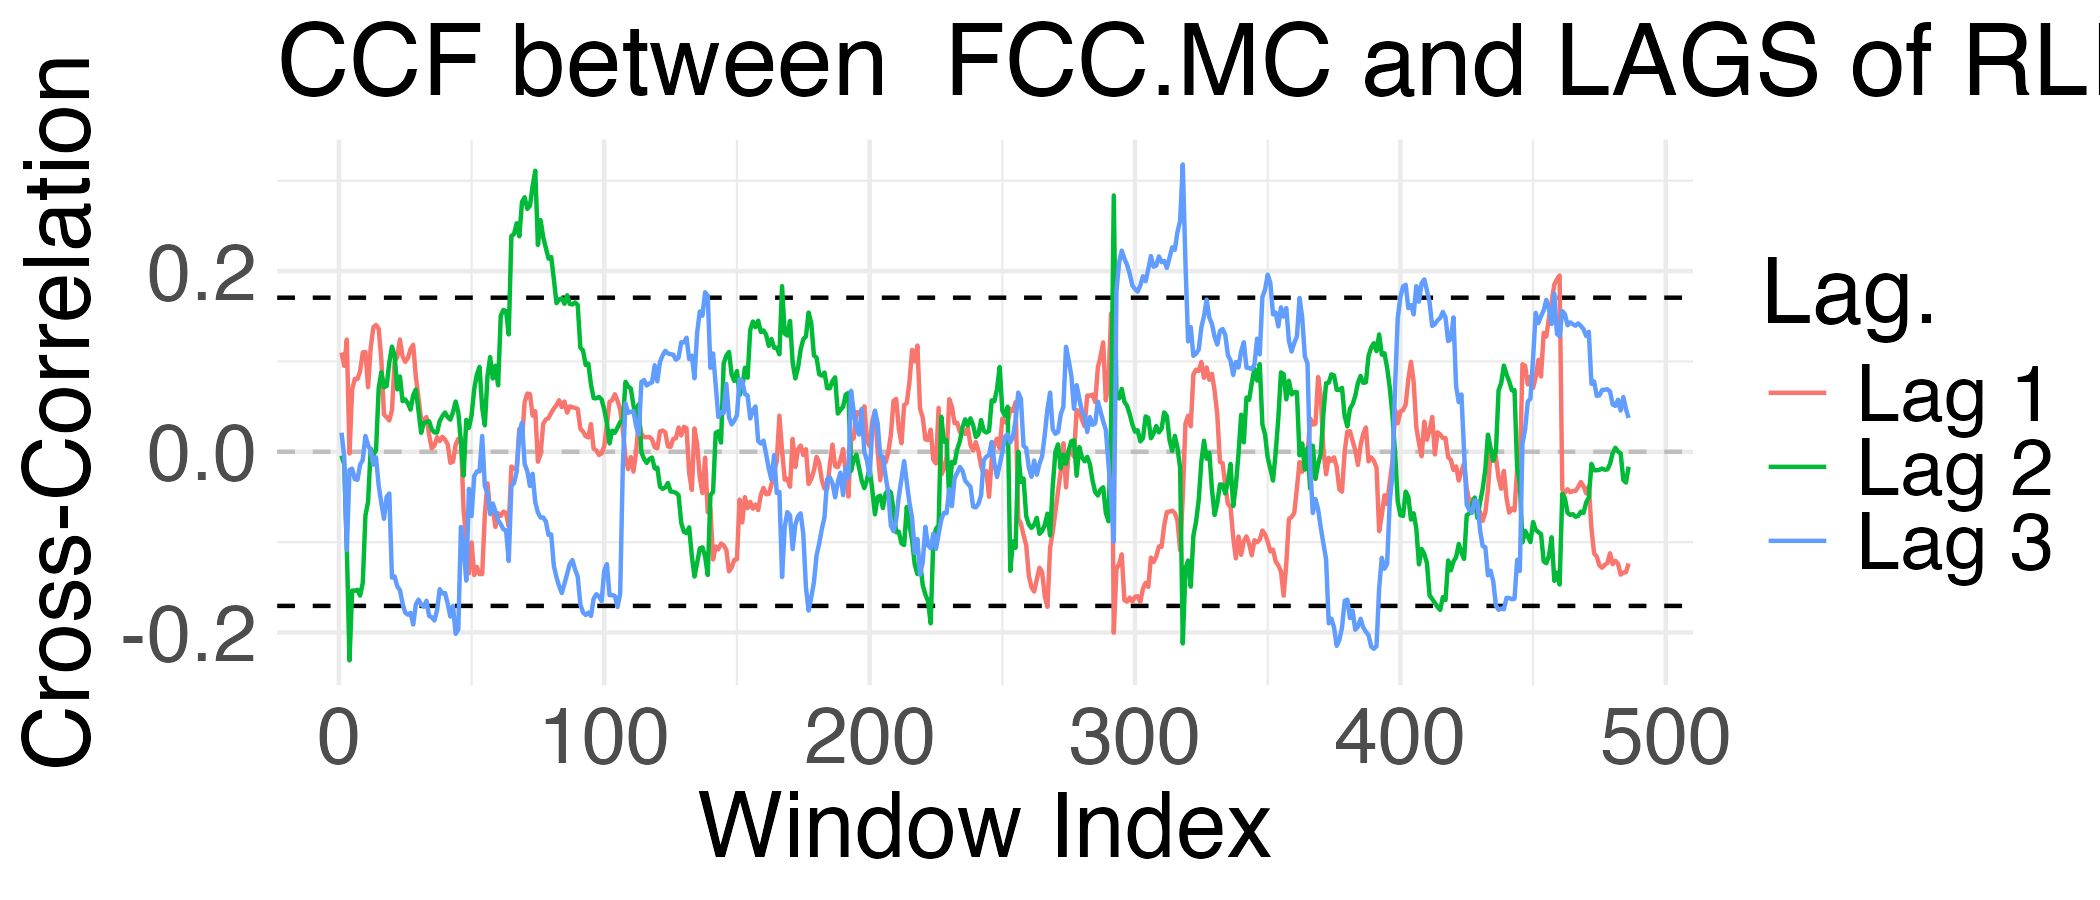 CCF between FCC.MC and LAGS of
Cross-Correlation
0.2
0.0
-0.2
0 100 200 300 400 500
Window Index
Lag.
Lag 1
Lag 2
Lag 3